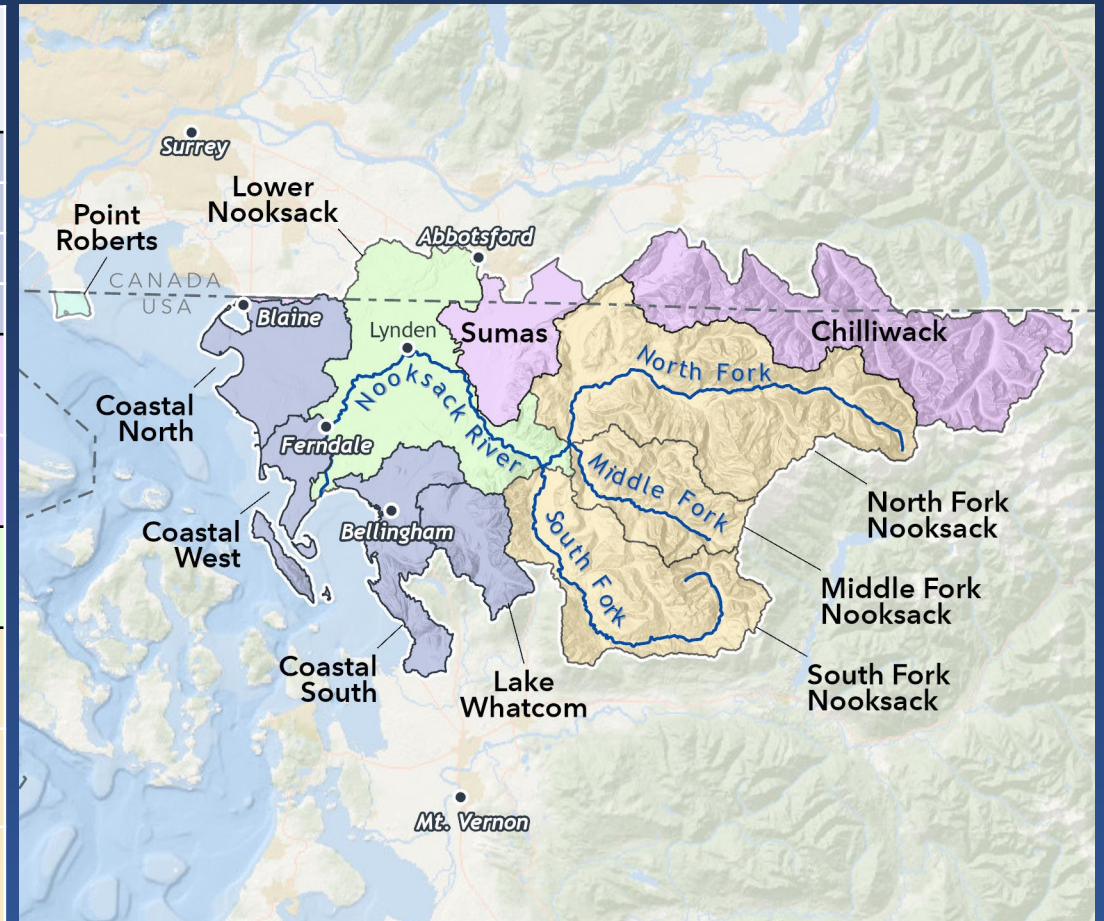 Surrey
Lower
Nooksack
Point
Roberts
Abbotsford
CANADA
USA
Blaine
Lynden
Sumas
Chilliwack
North Fork
Nooksack River
Coastal
North
Ferndale
Middle Fork
North Fork
Nooksack
Coastal
West
Bellingham
South Fork
Middle Fork
Nooksack
Coastal
South
Lake
Whatcom
South Fork
Nooksack
Mt. Vernon